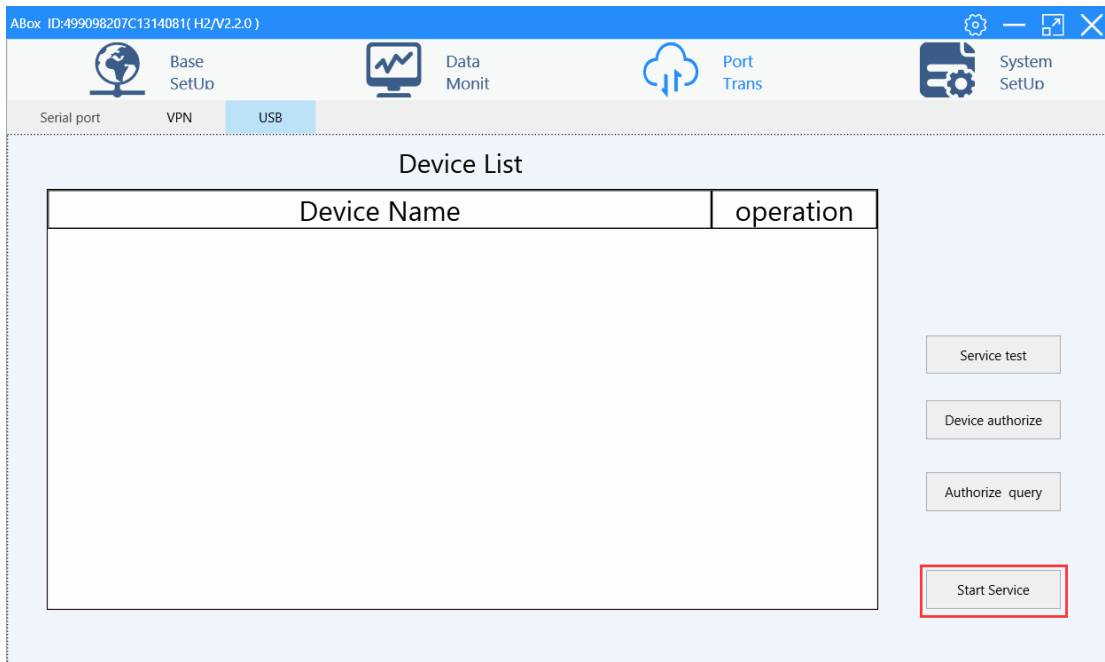 ABox ID:499098207C1314081( H2/V2.2.0 )
Base
SetUp
Data
Monit
Port
Trans
System
SetUp
Serial port
VPN
USB
Device List
Device Name
operation
Service test
Device authorize
Authorize query
Start Service